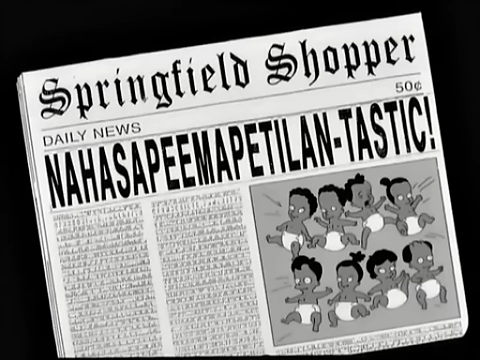 Springfield Shopper
50¢
DAILY NEWS
NAHASAPEEMAPETILAN-TASTIC!